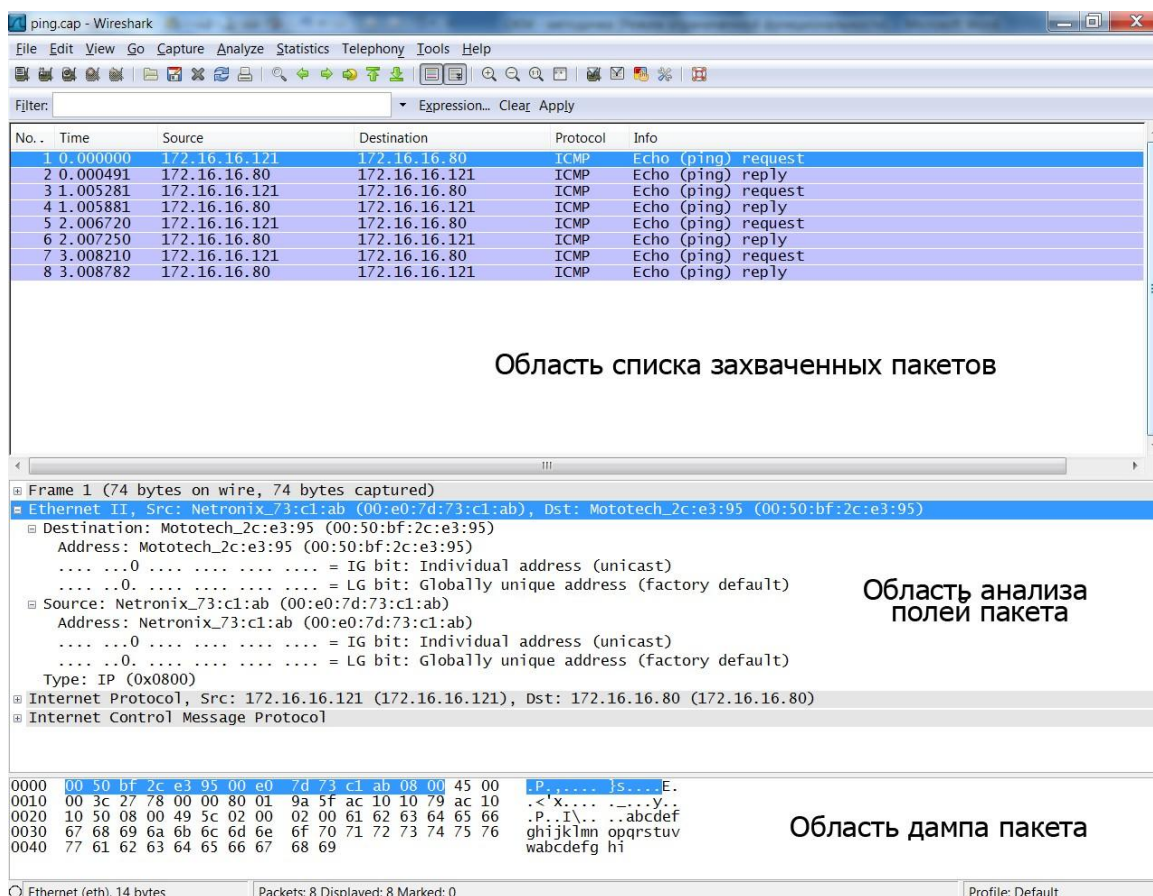 ping.cap - Wireshark
File Edit View Go Capture Analyze Statistics Telephony Tools Help
Filter: Expression... Clear Apply
No. . Time Source Destination Protocol Info
1 0.000000 172.16.16.121 172.16.16.80 ICMP Echo (ping) request
2 0.000491 172.16.16.80 172.16.16.121 ICMP Echo (ping) reply
3 1.005281 172.16.16.121 172.16.16.80 ICMP Echo (ping) request
4 1.005881 172.16.16.80 172.16.16.121 ICMP Echo (ping) reply
5 2.006720 172.16.16.121 172.16.16.80 ICMP Echo (ping) request
6 2.007250 172.16.16.80 172.16.16.121 ICMP Echo (ping) reply
7 3.008210 172.16.16.121 172.16.16.80 ICMP Echo (ping) request
8 3.008782 172.16.16.80 172.16.16.121 ICMP Echo (ping) reply
Область списка захваченных пакетов
Frame 1 (74 bytes on wire, 74 bytes captured)
Ethernet II, Src: Netronix_73:c1:ab (00:e0:7d:73:c1:ab), Dst: Mototech_2c:e3:95 (00:50:bf:2c:e3:95)
Destination: Mototech_2c:e3:95 (00:50:bf:2c:e3:95)
Address: Mototech_2c:e3:95 (00:50:bf:2c:e3:95)
.... ...0 .... .... .... .... = IG bit: Individual address (unicast)
.... ..0. .... .... .... .... = LG bit: Globally unique address (factory default)
Source: Netronix_73:c1:ab (00:e0:7d:73:c1:ab)
Address: Netronix_73:c1:ab (00:e0:7d:73:c1:ab)
.... ...0 .... .... .... .... = IG bit: Individual address (unicast)
.... ..0. .... .... .... .... = LG bit: Globally unique address (factory default)
Type: IP (0x0800)
Область анализа
полей пакета
Internet Protocol, Src: 172.16.16.121 (172.16.16.121), Dst: 172.16.16.80 (172.16.16.80)
Internet Control Message Protocol
0000 00 50 bf 2c e3 95 00 e0 7d 73 c1 ab 08 00 45 00 .P.,.... }s....E.
0010 00 3c 27 78 00 00 80 01 9a 5f ac 10 10 79 ac 10 .<'x.... ._...y..
0020 10 50 08 00 49 5c 02 00 02 00 61 62 63 64 65 66 .P..I\.. ..abcdef
0030 67 68 69 6a 6b 6c 6d 6e 6f 70 71 72 73 74 75 76 ghijklmn opqrstuv
0040 77 61 62 63 64 65 66 67 68 69 wabcdefg hi
Область дампа пакета
Ethernet (eth), 14 bytes Packets: 8 Displayed: 8 Marked: 0 Profile: Default